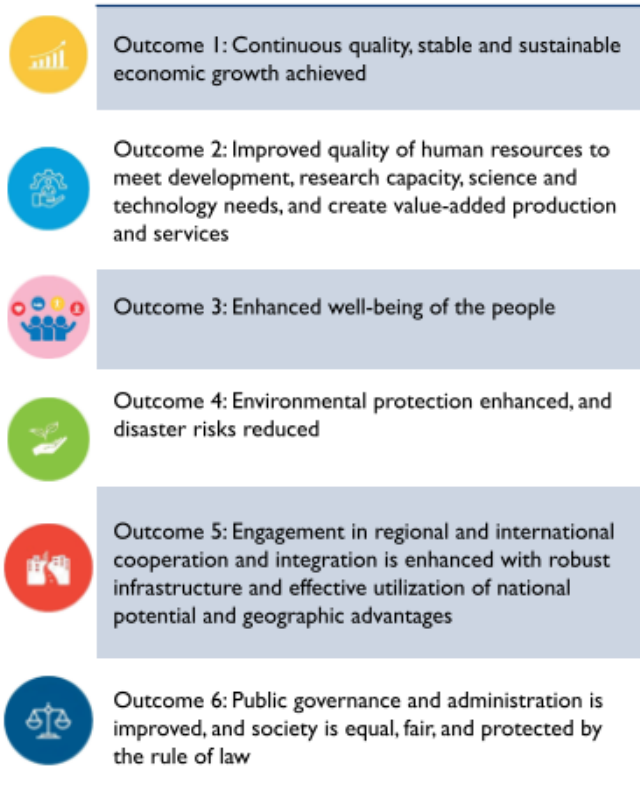 Outcome 1: Continuous quality, stable and sustainable
economic growth achieved
Outcome 2: Improved quality of human resources to
meet development, research capacity, science and
technology needs, and create value-added production
and services
Outcome 3: Enhanced well-being of the people
Outcome 4: Environmental protection enhanced, and
disaster risks reduced
Outcome 5: Engagement in regional and international
cooperation and integration is enhanced with robust
infrastructure and effective utilization of national
potential and geographic advantages
Outcome 6: Public governance and administration is
improved, and society is equal, fair, and protected by
the rule of law